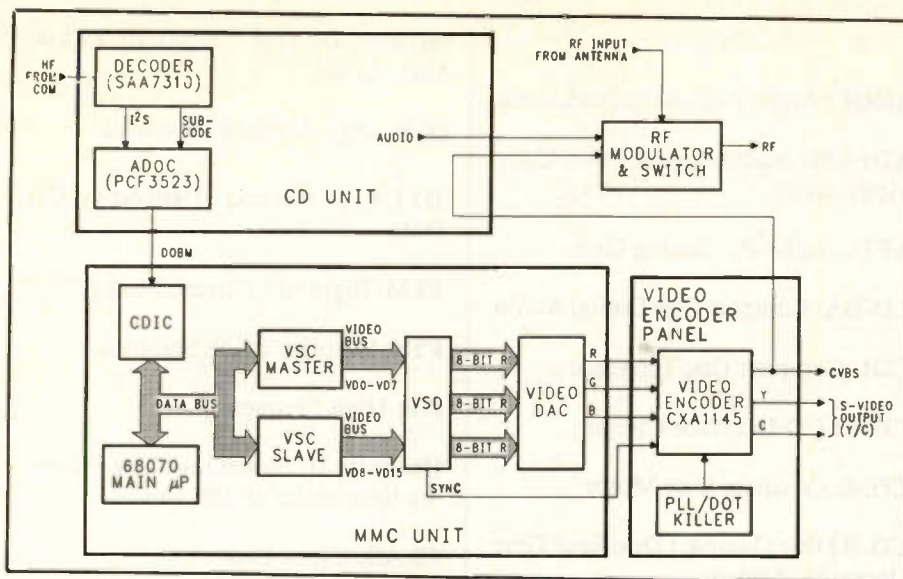 HF
FROM
COM
DECODER
(SAA7310)
I²S
SUB-
CODE
ADOC
(PCF3523)
CD UNIT
RF INPUT
FROM ANTENNA
AUDIO
RF
MODULATOR
& SWITCH
RF
DOBM
CDIC
DATA BUS
68070
MAIN μP
VSC
MASTER
VIDEO
BUS
VD0-VD7
VSC
SLAVE
VIDEO
BUS
VD8-VD15
VSD
8-BIT R
8-BIT R
8-BIT R
SYNC
VIDEO
DAC
R
G
B
MMC UNIT
VIDEO
ENCODER
PANEL
VIDEO
ENCODER
CXA1145
PLL/DOT
KILLER
CVBS
Y
C
S-VIDEO
OUTPUT
(Y/C)